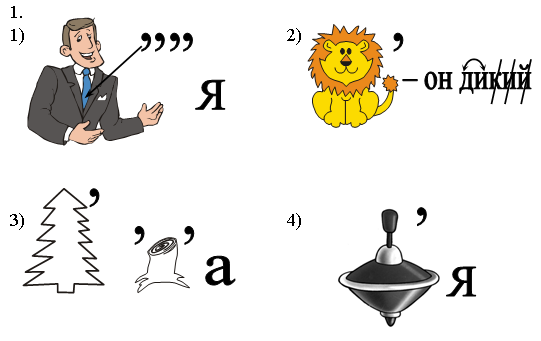 1.
1) ,,,, я
2) , – он дикий
3) , , , а
4) , я